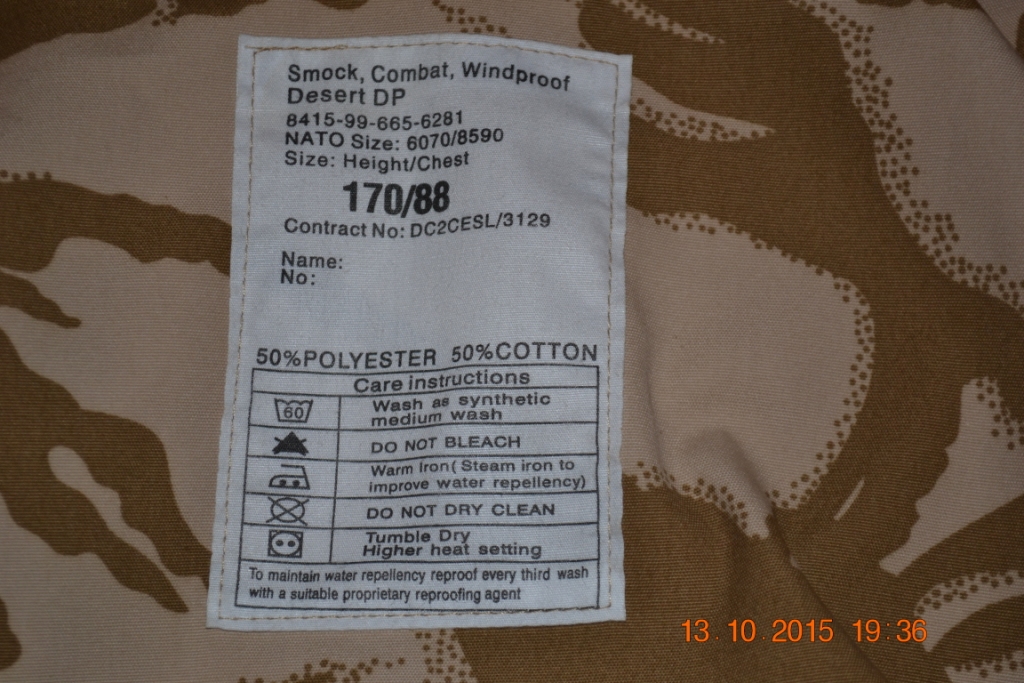 Smock, Combat, Windproof
Desert DP
8415-99-665-6281
NATO Size: 6070/8590
Size: Height/Chest
170/88
Contract No: DC2CESL/3129
Name:
No:
50%POLYESTER 50%COTTON
Care instructions
60
Wash as synthetic
medium wash
DO NOT BLEACH
Warm Iron( Steam iron to
improve water repellency)
DO NOT DRY CLEAN
Tumble Dry
Higher heat setting
To maintain water repellency reproof every third wash
with a suitable proprietary reproofing agent
13.10.2015 19:36